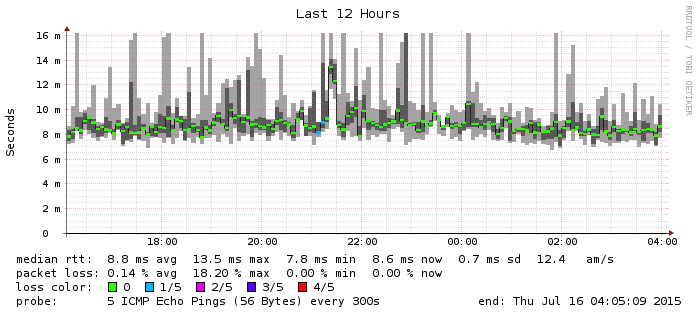 Last 12 Hours
RRDTOOL / TOBI OETIKER
Seconds
16 m
14 m
12 m
10 m
8 m
6 m
4 m
2 m
0
18:00 20:00 22:00 00:00 02:00 04:00
median rtt: 8.8 ms avg 13.5 ms max 7.8 ms min 8.6 ms now 0.7 ms sd 12.4 am/s
packet loss: 0.14 % avg 18.20 % max 0.00 % min 0.00 % now
loss color: 0 1/5 2/5 3/5 4/5
probe: 5 ICMP Echo Pings (56 Bytes) every 300s end: Thu Jul 16 04:05:09 2015